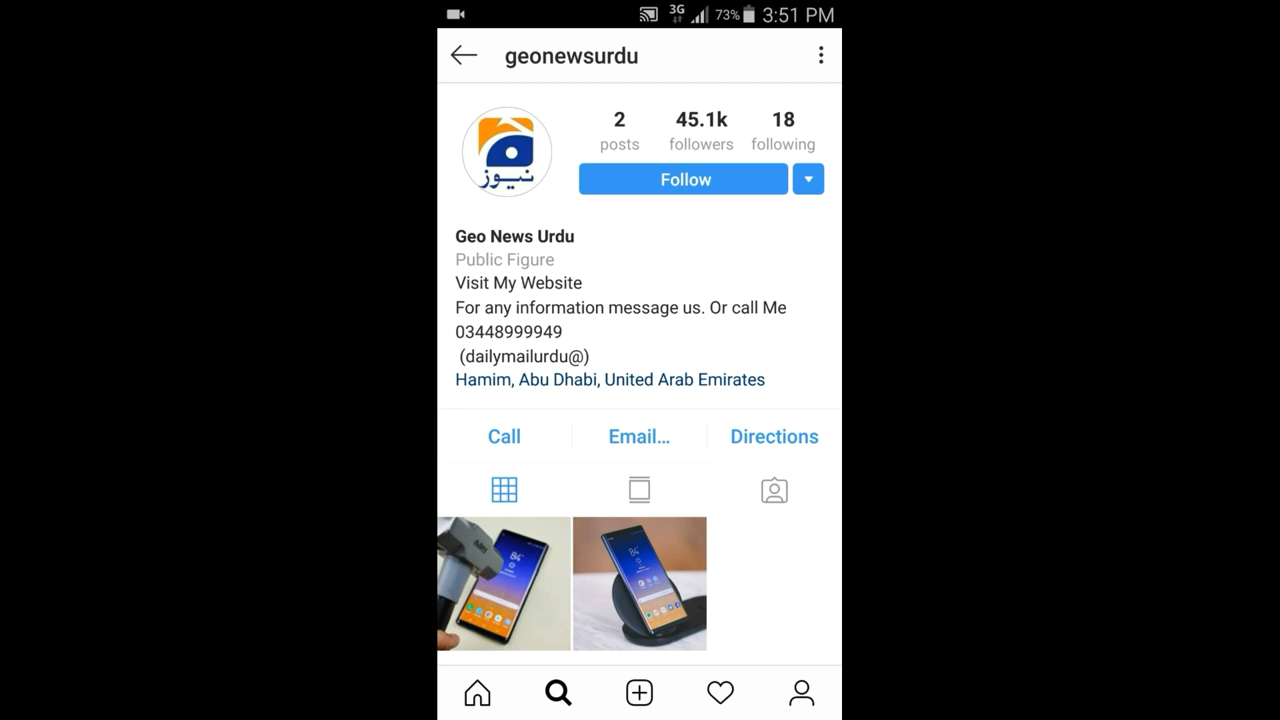 3G 73% 3:51 PM
geonewsurdu
2 45.1k 18
posts followers following
Follow
نیوز
Geo News Urdu
Public Figure
Visit My Website
For any information message us. Or call Me
03448999949
(dailymailurdu@)
Hamim, Abu Dhabi, United Arab Emirates
Call Email... Directions
84°
84°